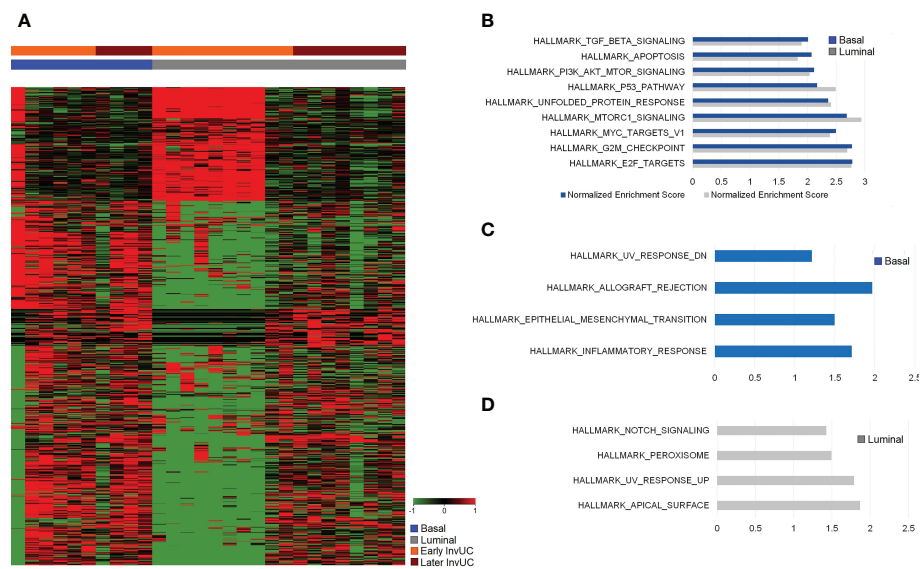 A
-1
0
1
Basal
Luminal
Early InvUC
Later InvUC
B
HALLMARK_TGF_BETA_SIGNALING
HALLMARK_APOPTOSIS
HALLMARK_PI3K_AKT_MTOR_SIGNALING
HALLMARK_P53_PATHWAY
HALLMARK_UNFOLDED_PROTEIN_RESPONSE
HALLMARK_MTORC1_SIGNALING
HALLMARK_MYC_TARGETS_V1
HALLMARK_G2M_CHECKPOINT
HALLMARK_E2F_TARGETS
Basal
Luminal
0 0.5 1 1.5 2 2.5 3
Normalized Enrichment Score Normalized Enrichment Score
C
HALLMARK_UV_RESPONSE_DN
HALLMARK_ALLOGRAFT_REJECTION
HALLMARK_EPITHELIAL_MESENCHYMAL_TRANSITION
HALLMARK_INFLAMMATORY_RESPONSE
Basal
0 0.5 1 1.5 2 2.5
D
HALLMARK_NOTCH_SIGNALING
HALLMARK_PEROXISOME
HALLMARK_UV_RESPONSE_UP
HALLMARK_APICAL_SURFACE
Luminal
0 0.5 1 1.5 2 2.5